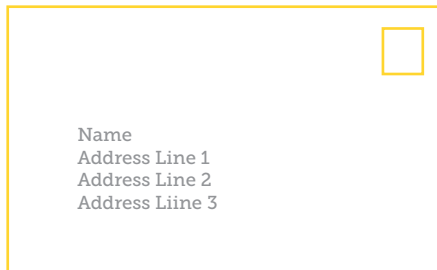 Name
Address Line 1
Address Line 2
Address Liine 3